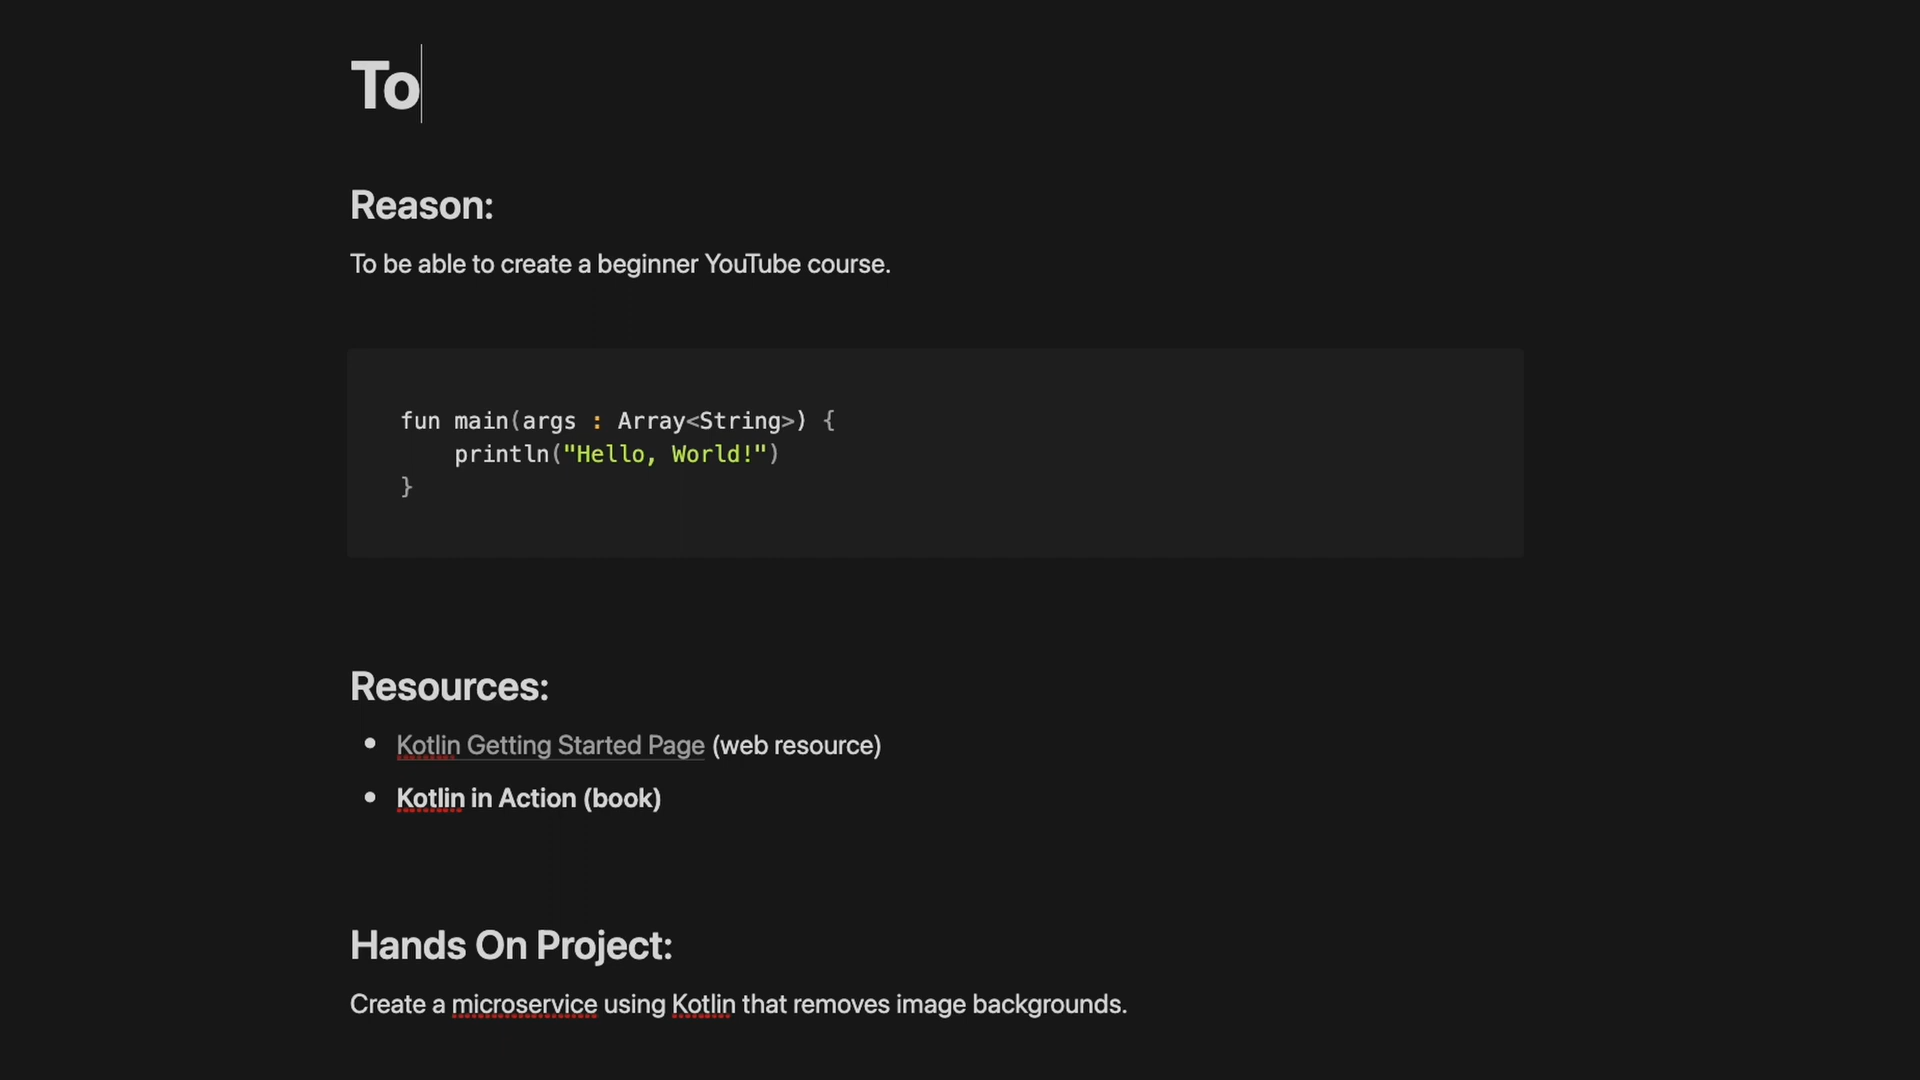 To
Reason:
To be able to create a beginner YouTube course.
fun main(args : Array<String>) {
    println("Hello, World!")
}
Resources:
• Kotlin Getting Started Page (web resource)
• Kotlin in Action (book)
Hands On Project:
Create a microservice using Kotlin that removes image backgrounds.